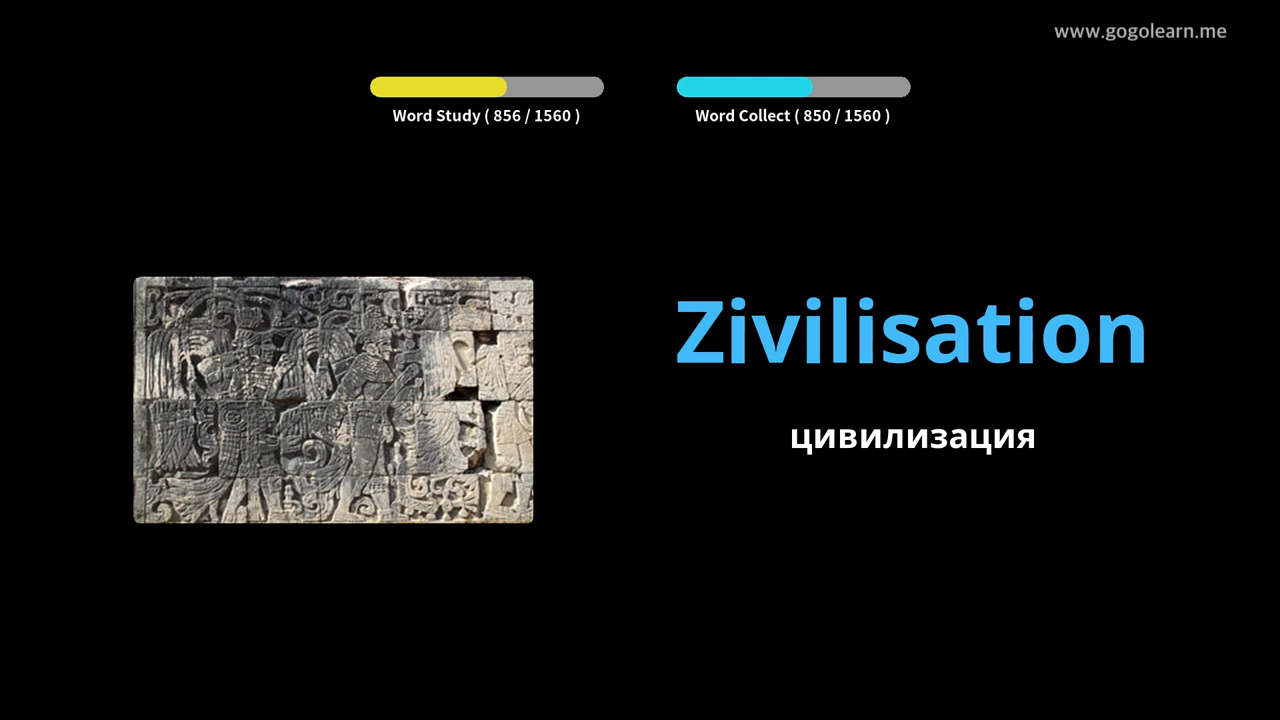 www.gogolearn.me
Word Study ( 856 / 1560 )
Word Collect ( 850 / 1560 )
Zivilisation
цивилизация